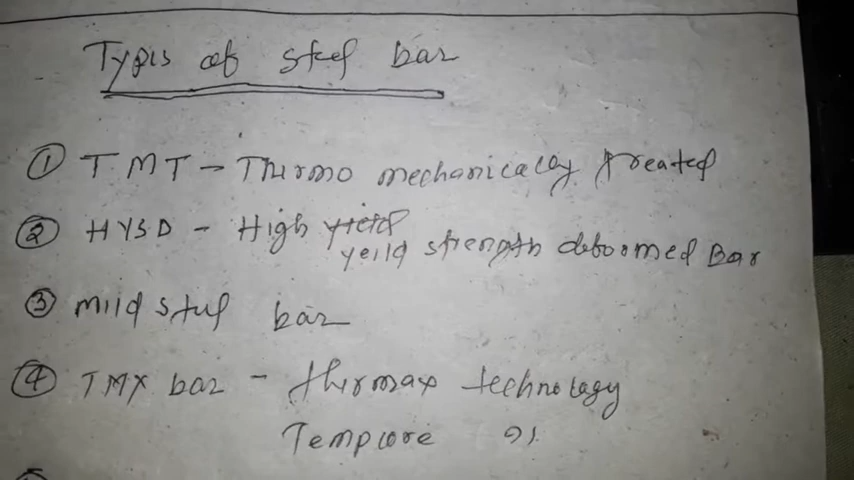 Types of steel bar
① TMT - Thermo mechanically treated
② HYSD - High yield
yeild strength deformed Bar
③ mild steel bar
④ TMX bar - thermax technology
Tempcore "